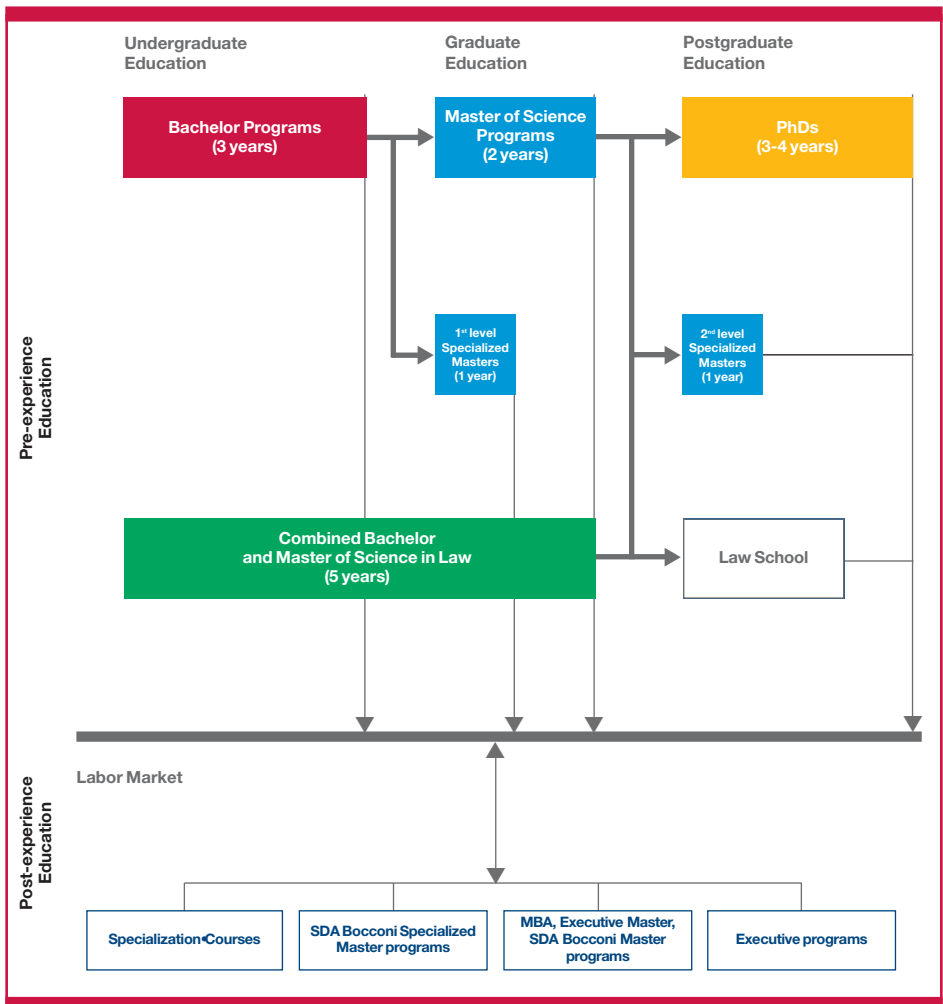 Undergraduate
Education
Graduate
Education
Postgraduate
Education
Bachelor Programs
(3 years)
Master of Science
Programs
(2 years)
PhDs
(3-4 years)
Pre-experience
Education
1st level
Specialized
Masters
(1 year)
2nd level
Specialized
Masters
(1 year)
Combined Bachelor
and Master of Science in Law
(5 years)
Law School
Labor Market
Post-experience
Education
Specialization•Courses
SDA Bocconi Specialized
Master programs
MBA, Executive Master,
SDA Bocconi Master
programs
Executive programs